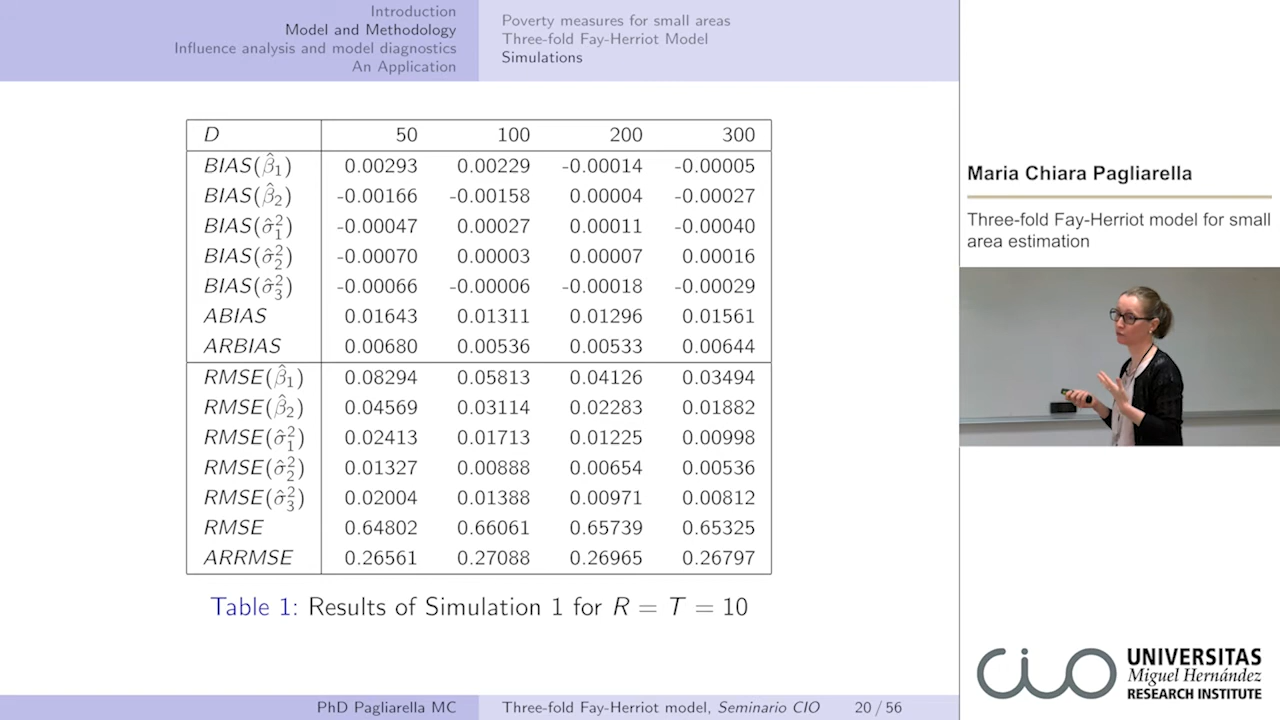 Introduction
Model and Methodology
Influence analysis and model diagnostics
An Application
Poverty measures for small areas
Three-fold Fay-Herriot Model
Simulations
D 50 100 200 300
BIAS(β̂₁) 0.00293 0.00229 -0.00014 -0.00005
BIAS(β̂₂) -0.00166 -0.00158 0.00004 -0.00027
BIAS(σ̂₁²) -0.00047 0.00027 0.00011 -0.00040
BIAS(σ̂₂²) -0.00070 0.00003 0.00007 0.00016
BIAS(σ̂₃²) -0.00066 -0.00006 -0.00018 -0.00029
ABIAS 0.01643 0.01311 0.01296 0.01561
ARBIAS 0.00680 0.00536 0.00533 0.00644
RMSE(β̂₁) 0.08294 0.05813 0.04126 0.03494
RMSE(β̂₂) 0.04569 0.03114 0.02283 0.01882
RMSE(σ̂₁²) 0.02413 0.01713 0.01225 0.00998
RMSE(σ̂₂²) 0.01327 0.00888 0.00654 0.00536
RMSE(σ̂₃²) 0.02004 0.01388 0.00971 0.00812
RMSE 0.64802 0.66061 0.65739 0.65325
ARRMSE 0.26561 0.27088 0.26965 0.26797
Table 1: Results of Simulation 1 for R = T = 10
PhD Pagliarella MC
Three-fold Fay-Herriot model, Seminario CIO 20 / 56
Maria Chiara Pagliarella
Three-fold Fay-Herriot model for small
area estimation
cio
UNIVERSITAS
Miguel Hernández
RESEARCH INSTITUTE